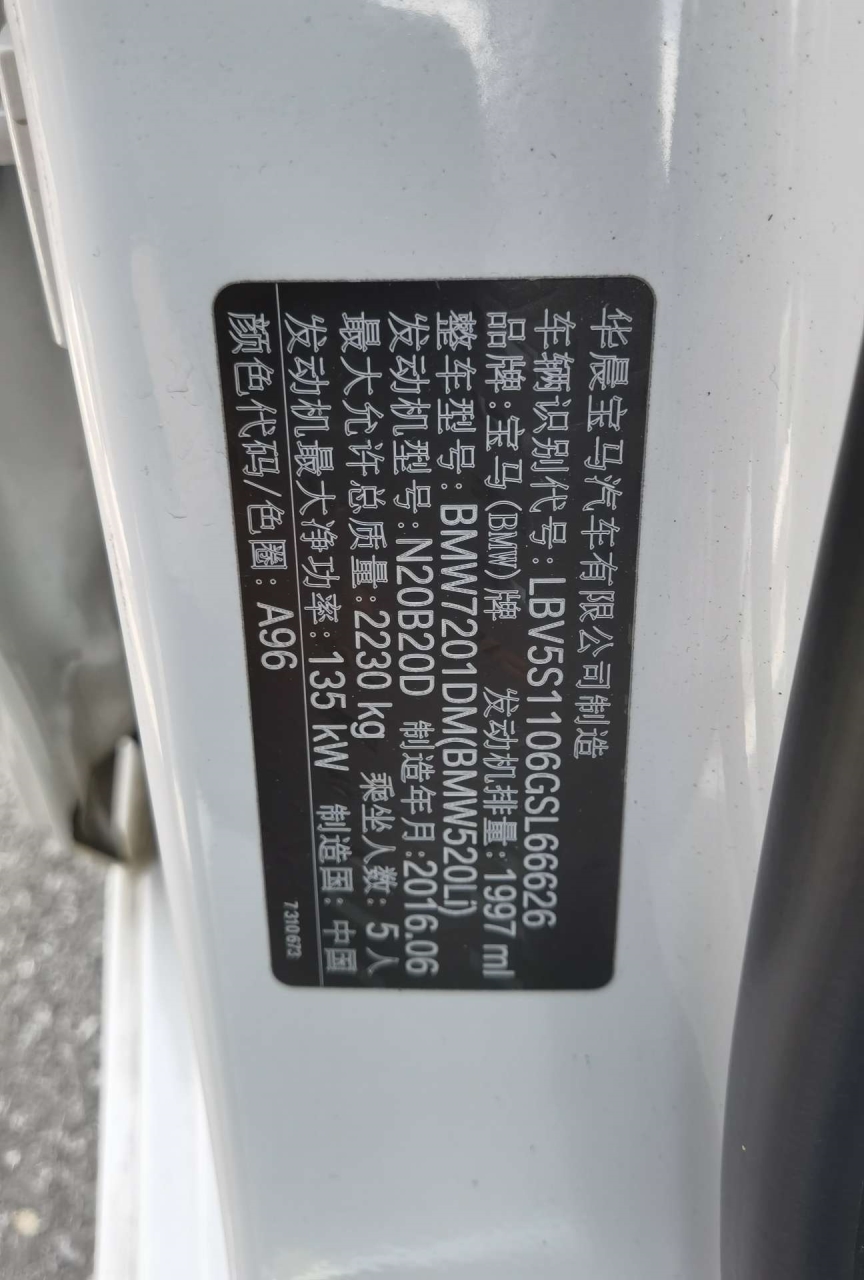 华晨宝马汽车有限公司制造
车辆识别代号:LBV5S1106GSL66626
品牌:宝马(BMW)牌 发动机排量:1997 ml
整车型号:BMW7201DM(BMW520Li)
发动机型号:N20B20D 制造年月:2016.06
最大允许总质量:2230 kg 乘坐人数:5人
发动机最大净功率:135 kW 制造国:中国
颜色代码/色圈:A96 7310673